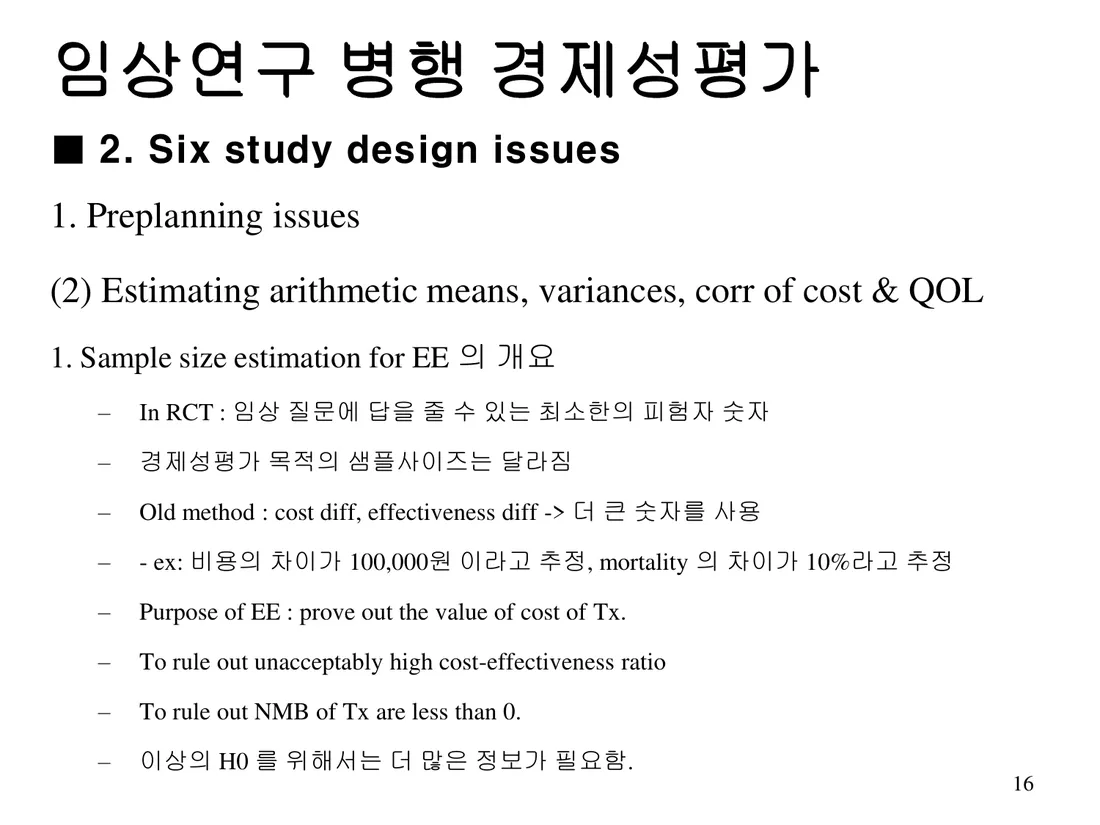 임상연구 병행 경제성평가
■ 2. Six study design issues
1. Preplanning issues
(2) Estimating arithmetic means, variances, corr of cost & QOL
1. Sample size estimation for EE 의 개요
– In RCT : 임상 질문에 답을 줄 수 있는 최소한의 피험자 숫자
– 경제성평가 목적의 샘플사이즈는 달라짐
– Old method : cost diff, effectiveness diff -> 더 큰 숫자를 사용
– - ex: 비용의 차이가 100,000원 이라고 추정, mortality 의 차이가 10%라고 추정
– Purpose of EE : prove out the value of cost of Tx.
– To rule out unacceptably high cost-effectiveness ratio
– To rule out NMB of Tx are less than 0.
– 이상의 H0 를 위해서는 더 많은 정보가 필요함.
16